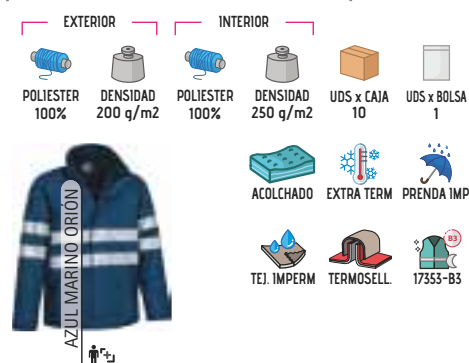 EXTERIOR
INTERIOR
POLIESTER
100%
DENSIDAD
200 g/m2
POLIESTER
100%
DENSIDAD
250 g/m2
UDS x CAJA
10
UDS x BOLSA
1
ACOLCHADO
EXTRA TERM
PRENDA IMP
TEJ. IMPERM
TERMOSELL.
B3
17353-B3
AZUL MARINO ORIÓN